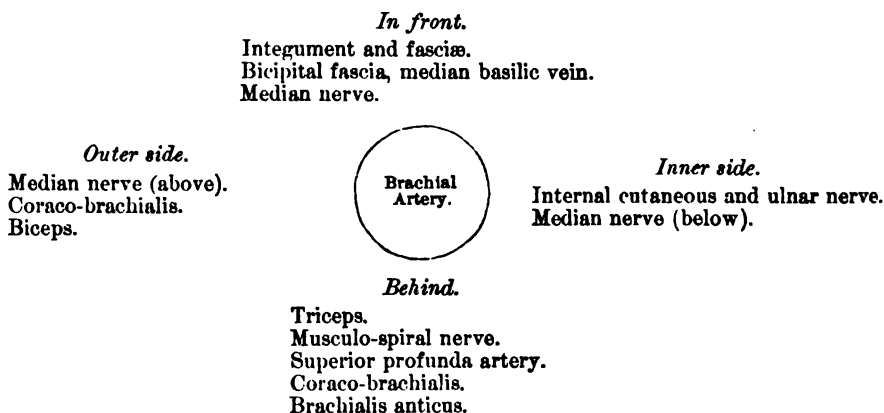 In front.
Integument and fasciæ.
Bicipital fascia, median basilic vein.
Median nerve.
Outer side.
Median nerve (above).
Coraco-brachialis.
Biceps.
Brachial
Artery.
Inner side.
Internal cutaneous and ulnar nerve.
Median nerve (below).
Behind.
Triceps.
Musculo-spiral nerve.
Superior profunda artery.
Coraco-brachialis.
Brachialis anticus.